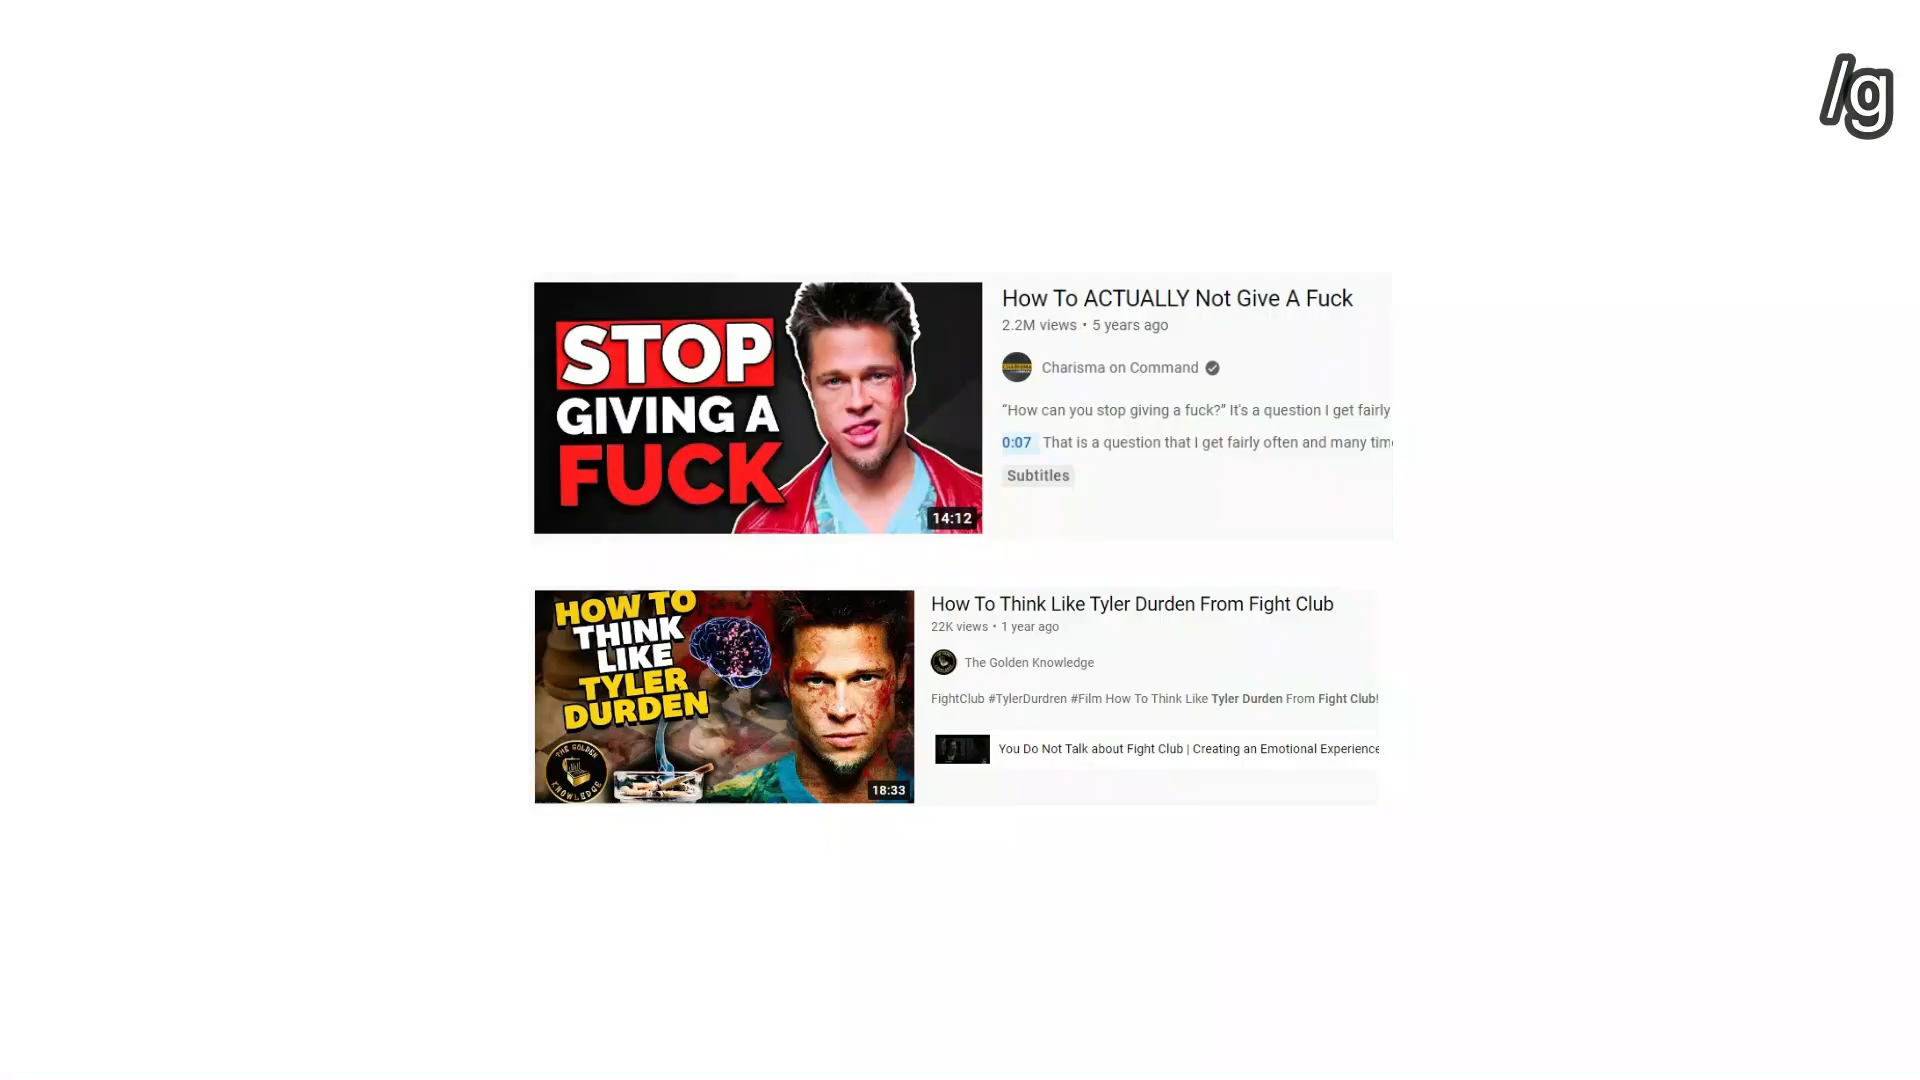 /g
STOP
GIVING A
FUCK
14:12
How To ACTUALLY Not Give A Fuck
2.2M views • 5 years ago
Charisma on Command
“How can you stop giving a fuck?” It's a question I get fairly
0:07 That is a question that I get fairly often and many time
Subtitles
HOW TO
THINK
LIKE
TYLER
DURDEN
THE GOLDEN
KNOWLEDGE
18:33
How To Think Like Tyler Durden From Fight Club
22K views • 1 year ago
The Golden Knowledge
FightClub #TylerDurdren #Film How To Think Like Tyler Durden From Fight Club!
You Do Not Talk about Fight Club | Creating an Emotional Experience